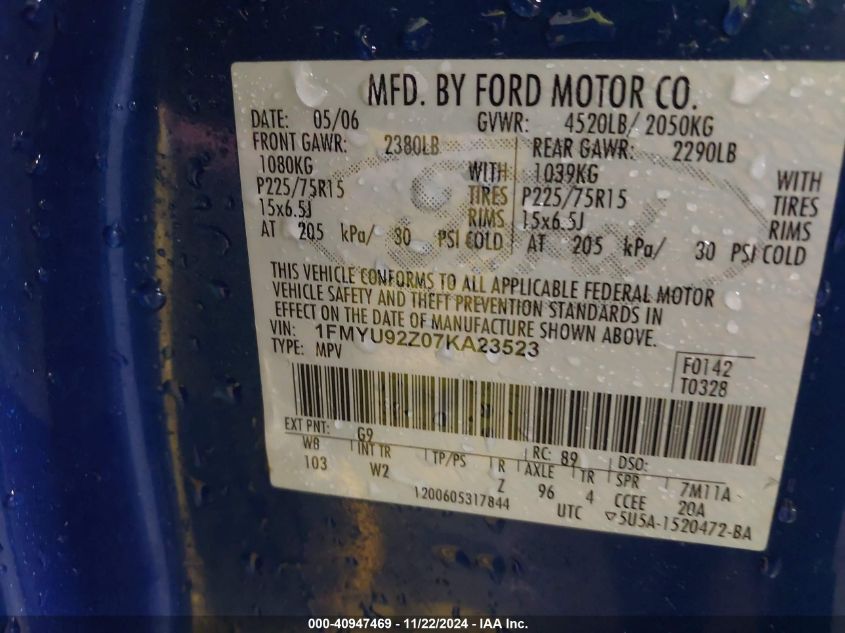 MFD. BY FORD MOTOR CO.
DATE: 05/06 GVWR: 4520LB/ 2050KG
FRONT GAWR: 2380LB REAR GAWR: 2290LB
1080KG WITH 1039KG WITH
P225/75R15 TIRES P225/75R15 TIRES
15x6.5J RIMS 15x6.5J RIMS
AT 205 kPa/ 30 PSI COLD AT 205 kPa/ 30 PSI COLD
THIS VEHICLE CONFORMS TO ALL APPLICABLE FEDERAL MOTOR
VEHICLE SAFETY AND THEFT PREVENTION STANDARDS IN
EFFECT ON THE DATE OF MANUFACTURE SHOWN ABOVE.
VIN: 1FMYU92Z07KA23523
TYPE: MPV
F0142
T0328
EXT PNT: G9 RC: 89 DSO:
WB INT TR TP/PS R AXLE TR SPR 7M11A
103 W2 Z 96 4 CCEE 20A
1200605317844 UTC ▽5U5A-1520472-BA
Ford
000-40947469 - 11/22/2024 - IAA Inc.